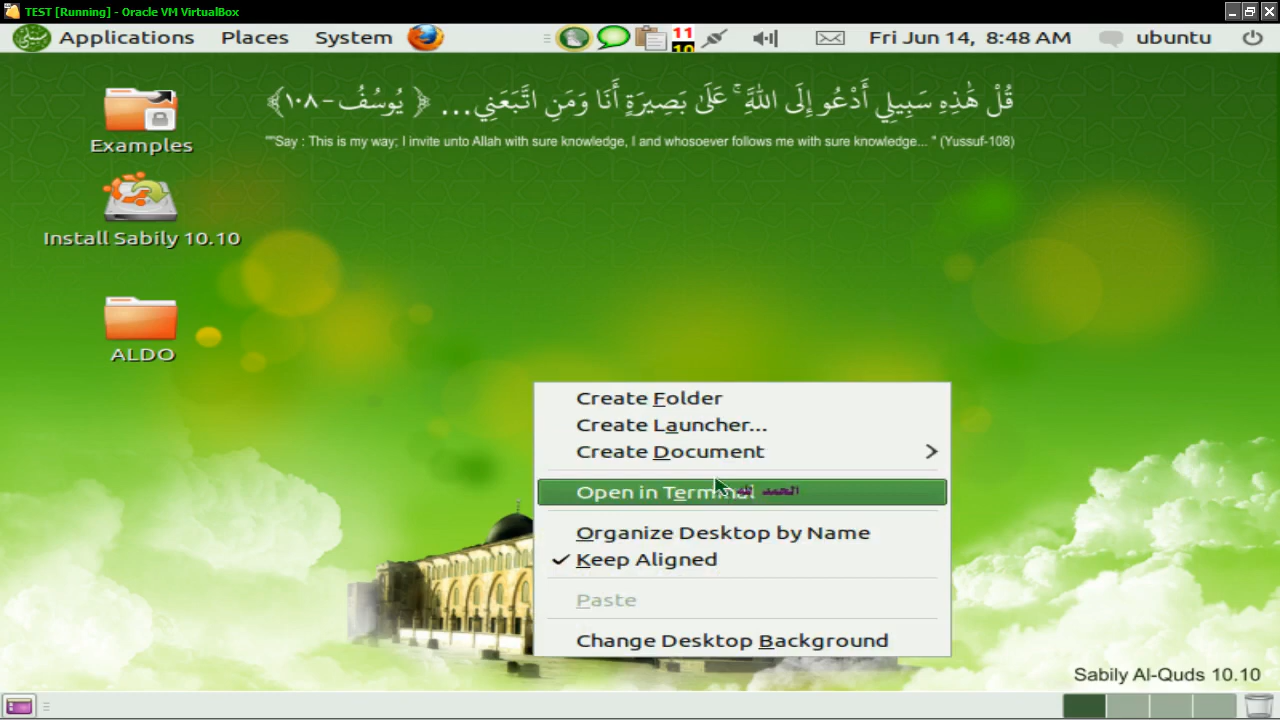 TEST [Running] - Oracle VM VirtualBox
Applications Places System 11 10 Fri Jun 14, 8:48 AM ubuntu
قُلْ هَٰذِهِ سَبِيلِي أَدْعُو إِلَى اللَّهِ ۚ عَلَىٰ بَصِيرَةٍ أَنَا وَمَنِ اتَّبَعَنِي... ﴿ يُوسُف-١٠٨﴾
""Say : This is my way; I invite unto Allah with sure knowledge, I and whosoever follows me with sure knowledge... " (Yussuf-108)
Examples
Install Sabily 10.10
ALDO
Create Folder
Create Launcher...
Create Document
Open in Terminal الحمد لله
Organize Desktop by Name
Keep Aligned
Paste
Change Desktop Background
Sabily Al-Quds 10.10